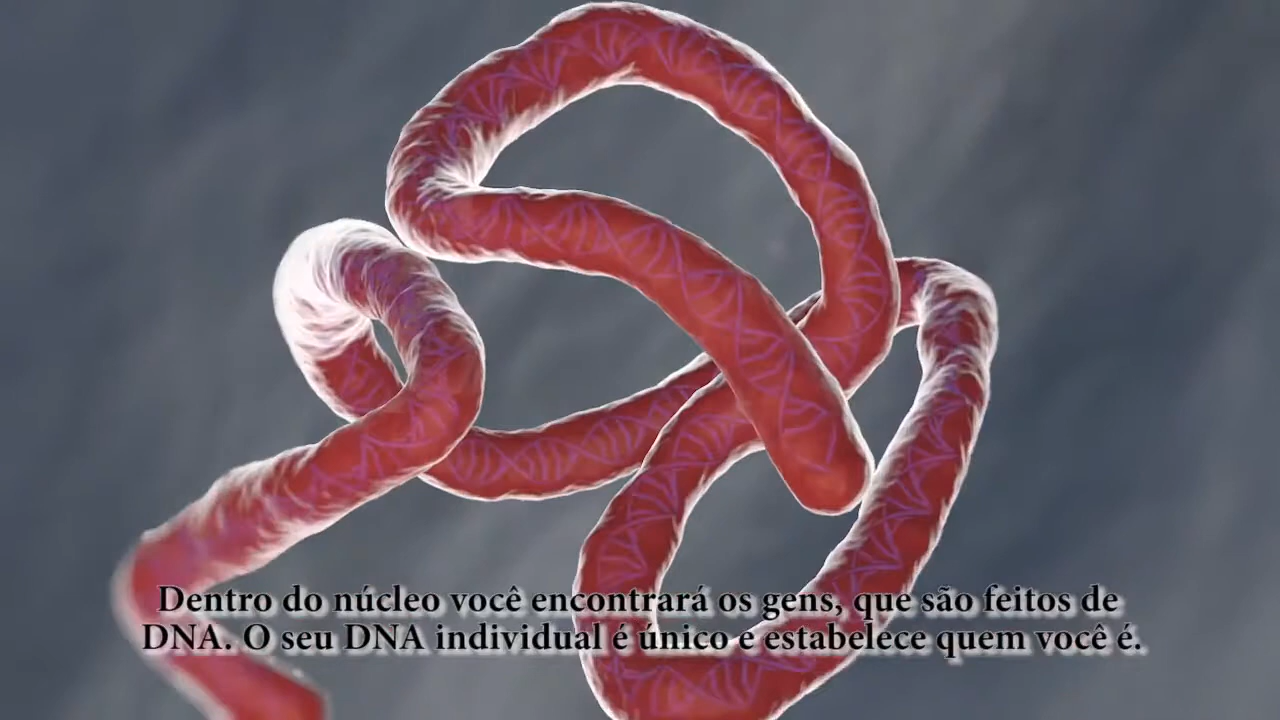 Dentro do núcleo você encontrará os gens, que são feitos de
DNA. O seu DNA individual é único e estabelece quem você é.